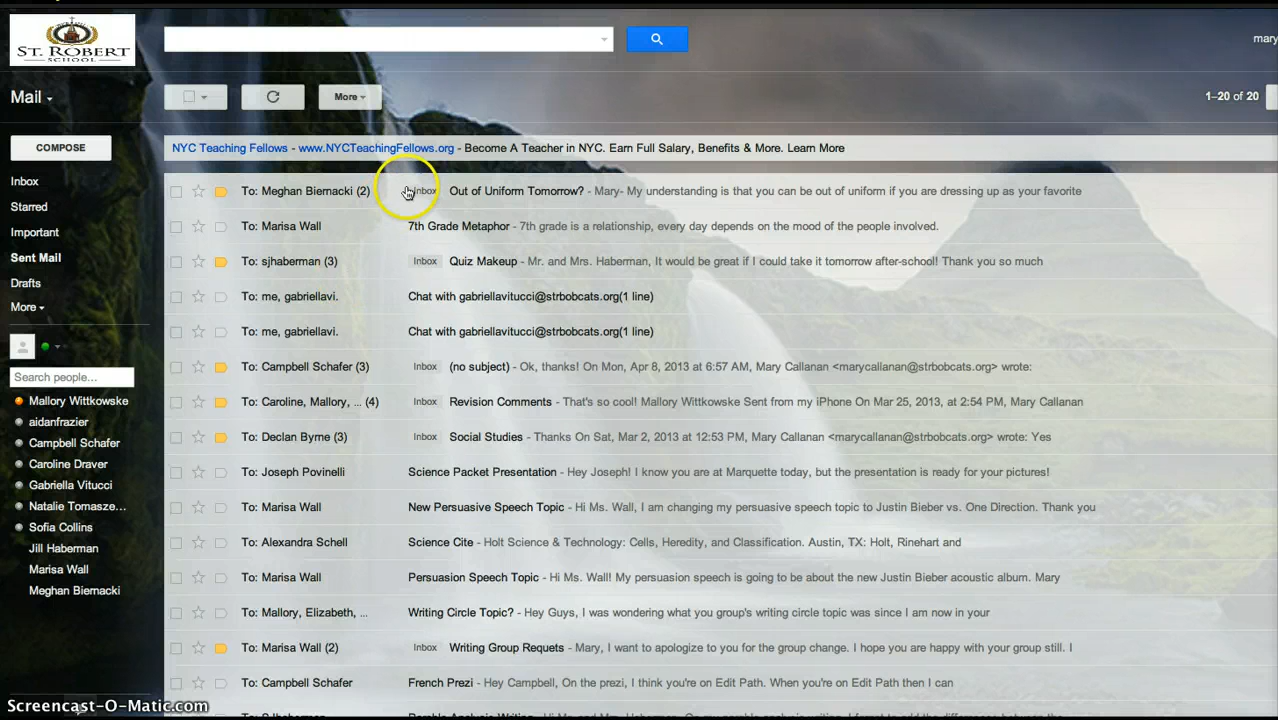 ST. ROBERT
SCHOOL
mary
Mail
More
1–20 of 20
COMPOSE
NYC Teaching Fellows - www.NYCTeachingFellows.org - Become A Teacher in NYC. Earn Full Salary, Benefits & More. Learn More
Inbox
Starred
Important
Sent Mail
Drafts
More
Search people...
Mallory Wittkowske
aidanfrazier
Campbell Schafer
Caroline Draver
Gabriella Vitucci
Natalie Tomasze...
Sofia Collins
Jill Haberman
Marisa Wall
Meghan Biernacki
To: Meghan Biernacki (2) Inbox Out of Uniform Tomorrow? - Mary- My understanding is that you can be out of uniform if you are dressing up as your favorite
To: Marisa Wall 7th Grade Metaphor - 7th grade is a relationship, every day depends on the mood of the people involved.
To: sjhaberman (3) Inbox Quiz Makeup - Mr. and Mrs. Haberman, It would be great if I could take it tomorrow after-school! Thank you so much
To: me, gabriellavi. Chat with gabriellavitucci@strbobcats.org(1 line)
To: me, gabriellavi. Chat with gabriellavitucci@strbobcats.org(1 line)
To: Campbell Schafer (3) Inbox (no subject) - Ok, thanks! On Mon, Apr 8, 2013 at 6:57 AM, Mary Callanan <marycallanan@strbobcats.org> wrote:
To: Caroline, Mallory, ... (4) Inbox Revision Comments - That's so cool! Mallory Wittkowske Sent from my iPhone On Mar 25, 2013, at 2:54 PM, Mary Callanan
To: Declan Byrne (3) Inbox Social Studies - Thanks On Sat, Mar 2, 2013 at 12:53 PM, Mary Callanan <marycallanan@strbobcats.org> wrote: Yes
To: Joseph Povinelli Science Packet Presentation - Hey Joseph! I know you are at Marquette today, but the presentation is ready for your pictures!
To: Marisa Wall New Persuasive Speech Topic - Hi Ms. Wall, I am changing my persuasive speech topic to Justin Bieber vs. One Direction. Thank you
To: Alexandra Schell Science Cite - Holt Science & Technology: Cells, Heredity, and Classification. Austin, TX: Holt, Rinehart and
To: Marisa Wall Persuasion Speech Topic - Hi Ms. Wall! My persuasion speech is going to be about the new Justin Bieber acoustic album. Mary
To: Mallory, Elizabeth, ... Writing Circle Topic? - Hey Guys, I was wondering what you group's writing circle topic was since I am now in your
To: Marisa Wall (2) Inbox Writing Group Requets - Mary, I want to apologize to you for the group change. I hope you are happy with your group still. I
To: Campbell Schafer French Prezi - Hey Campbell, On the prezi, I think you're on Edit Path. When you're on Edit Path then I can
Screencast-O-Matic.com